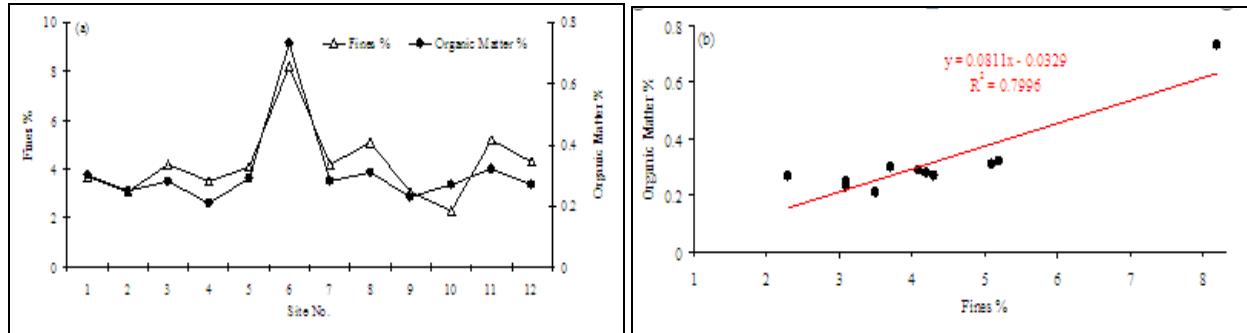 (a)
Fines %
Organic Matter %
10
8
6
4
2
0
Fines %
0.8
0.6
0.4
0.2
0
Organic Matter %
1 2 3 4 5 6 7 8 9 10 11 12
Site No.
(b)
y = 0.0811x - 0.0329
R² = 0.7996
0.8
0.6
0.4
0.2
0
Organic Matter %
1 2 3 4 5 6 7 8
Fines %